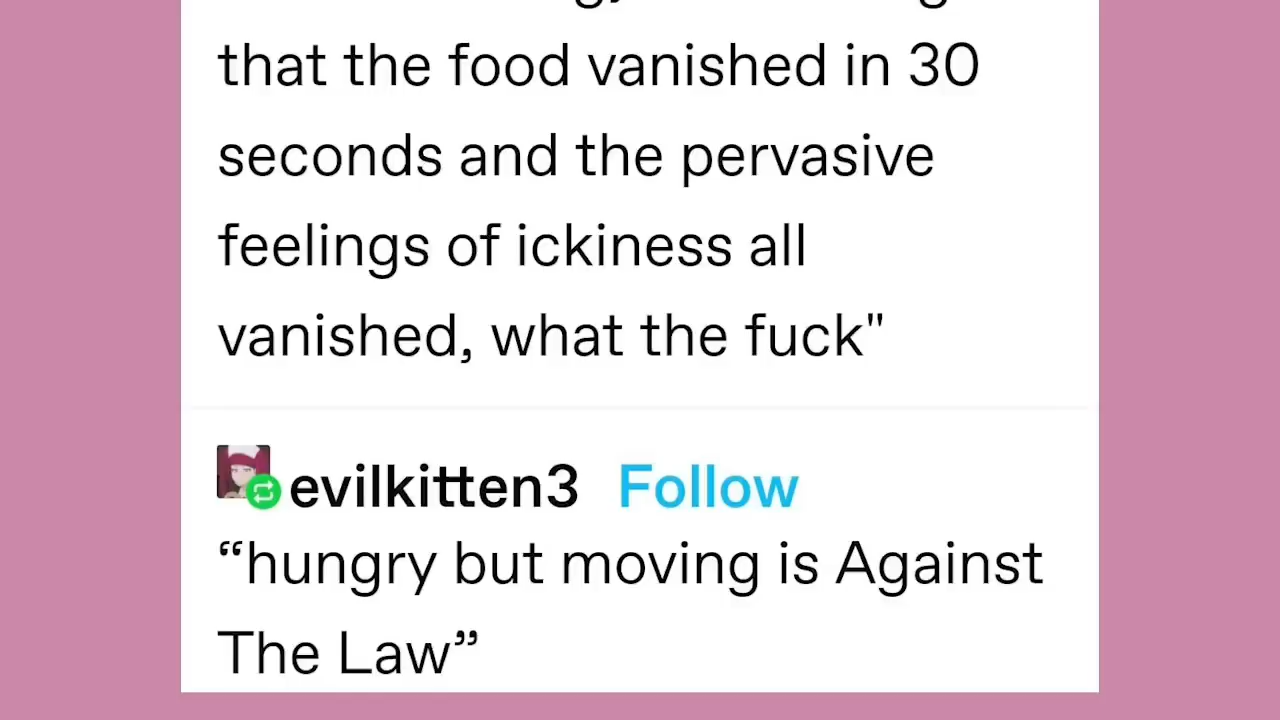 that the food vanished in 30
seconds and the pervasive
feelings of ickiness all
vanished, what the fuck"
evilkitten3 Follow
“hungry but moving is Against
The Law”